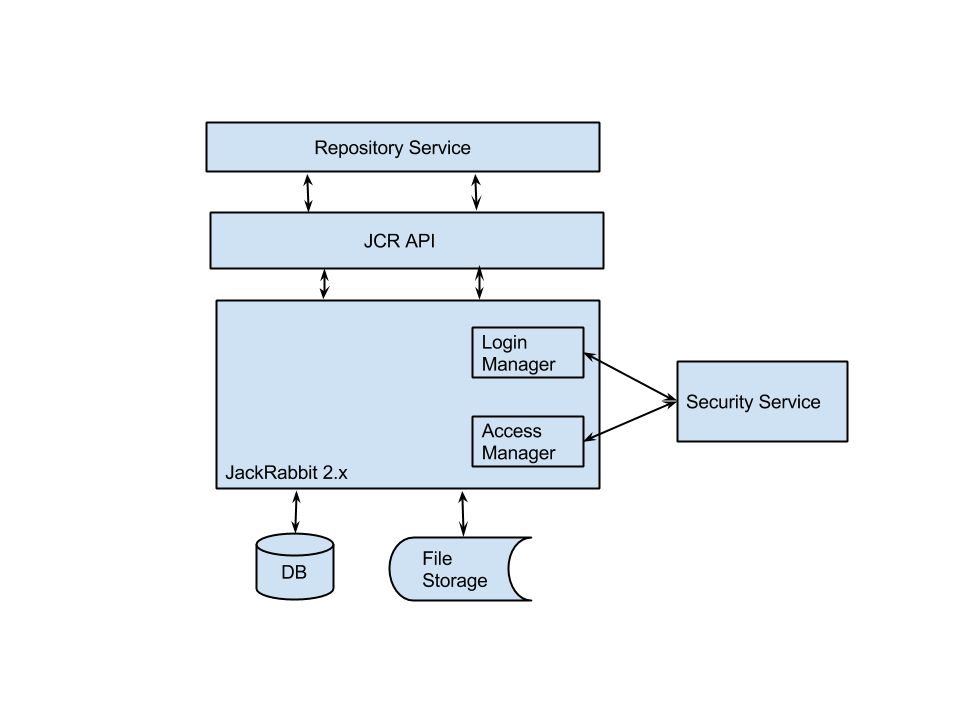 Repository Service
JCR API
Login
Manager
Security Service
Access
Manager
JackRabbit 2.x
DB
File
Storage